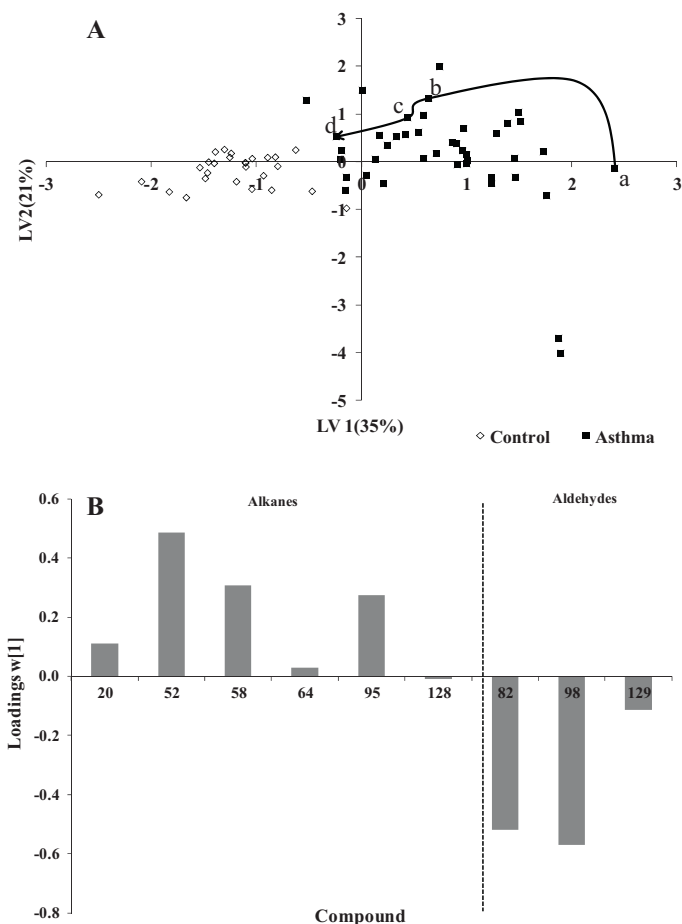 A
3
2
1
0
-3 -2 -1 0 1 2 3
-1
-2
-3
-4
-5
a
b
c
d
LV2(21%)
LV 1(35%)
Control Asthma
B
Alkanes Aldehydes
0.6
0.4
0.2
0.0
-0.2
-0.4
-0.6
-0.8
20 52 58 64 95 128 82 98 129
Loadings w[1]
Compound